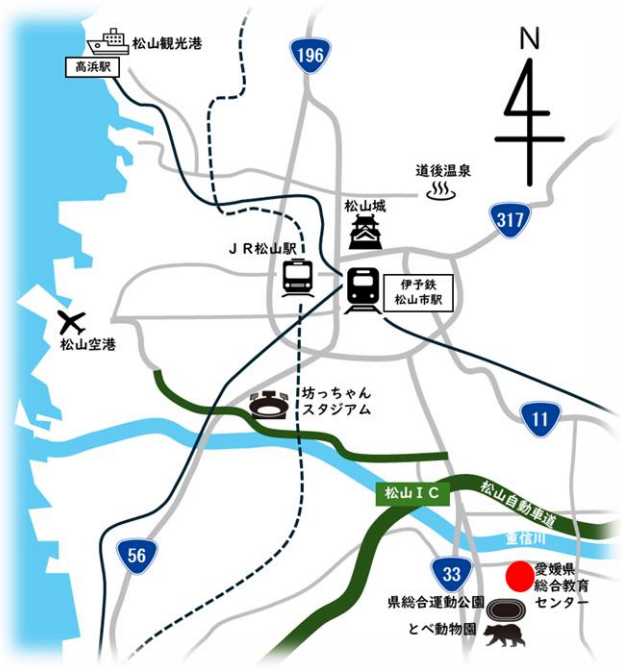 松山観光港
高浜駅
196
N
道後温泉
松山城
317
JR松山駅
伊予鉄
松山市駅
松山空港
坊っちゃん
スタジアム
11
松山IC
松山自動車道
重信川
56
33
愛媛県
総合教育
センター
県総合運動公園
とべ動物園